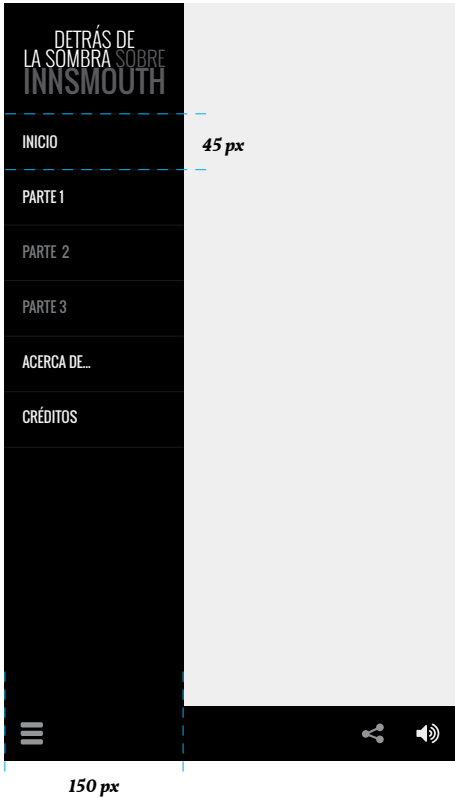 DETRÁS DE
LA SOMBRA SOBRE
INNSMOUTH
INICIO
45 px
PARTE 1
PARTE 2
PARTE 3
ACERCA DE...
CRÉDITOS
150 px